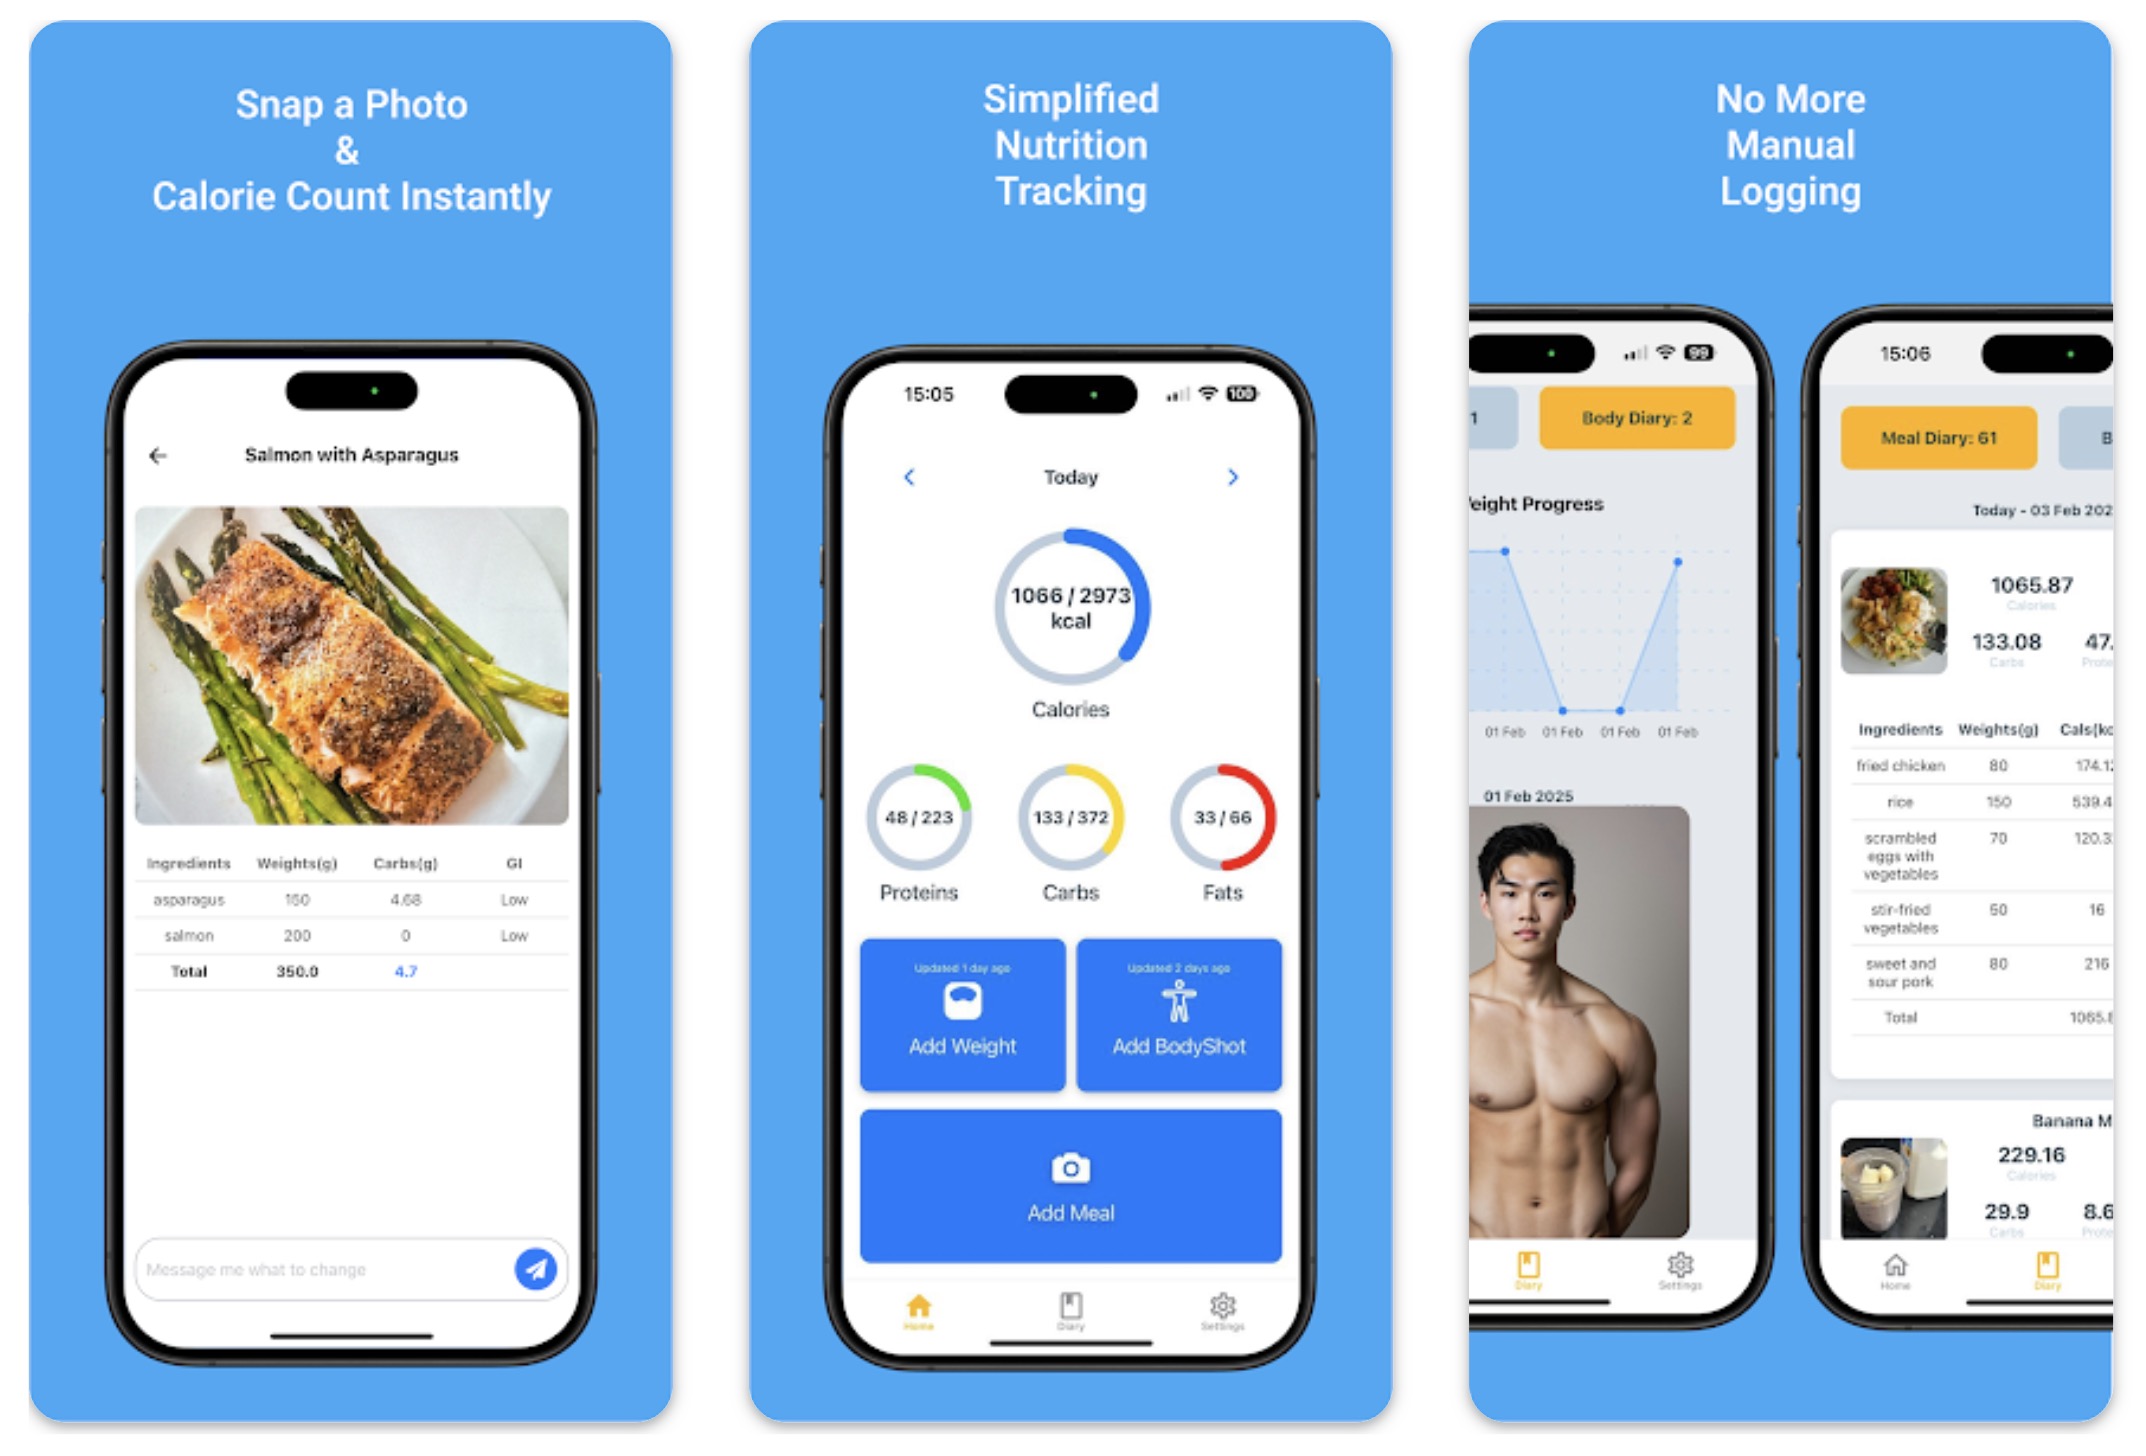 Snap a Photo
&
Calorie Count Instantly
Salmon with Asparagus
Ingredients Weights(g) Carbs(g) GI
asparagus 150 4.68 Low
salmon 200 0 Low
Total 350.0 4.7
Message me what to change
Simplified
Nutrition
Tracking
15:05 100
Today
1066 / 2973
kcal
Calories
48 / 223 133 / 372 33 / 66
Proteins Carbs Fats
Updated 1 day ago Updated 2 days ago
Add Weight Add BodyShot
Add Meal
Home Diary Settings
No More
Manual
Logging
99
1 Body Diary: 2
eight Progress
01 Feb 01 Feb 01 Feb 01 Feb
01 Feb 2025
Diary Settings
15:06
Meal Diary: 61 B
Today - 03 Feb 202
1065.87
Calories
133.08 47.
Carbs Prote
Ingredients Weights(g) Cals(kc
fried chicken 80 174.1
rice 150 539.4
scrambled 70 120.3
eggs with
vegetables
stir-fried 50 16
vegetables
sweet and 80 216
sour pork
Total 1065.8
Banana M
229.16
Calories
29.9 8.6
Carbs Prote
Home Diary